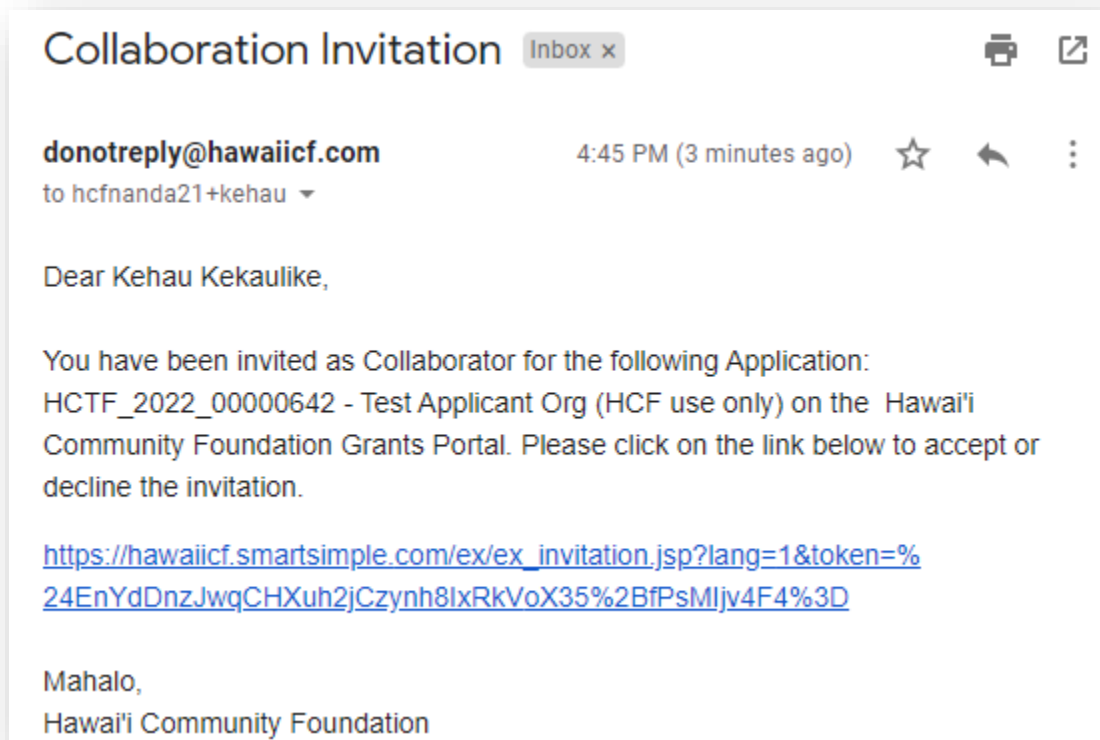 Collaboration Invitation Inbox ×
donotreply@hawaiicf.com 4:45 PM (3 minutes ago)
to hcfnanda21+kehau
Dear Kehau Kekaulike,
You have been invited as Collaborator for the following Application:
HCTF_2022_00000642 - Test Applicant Org (HCF use only) on the  Hawai'i
Community Foundation Grants Portal. Please click on the link below to accept or
decline the invitation.
https://hawaiicf.smartsimple.com/ex/ex_invitation.jsp?lang=1&token=%
24EnYdDnzJwqCHXuh2jCzynh8IxRkVoX35%2BfPsMIjv4F4%3D
Mahalo,
Hawai'i Community Foundation